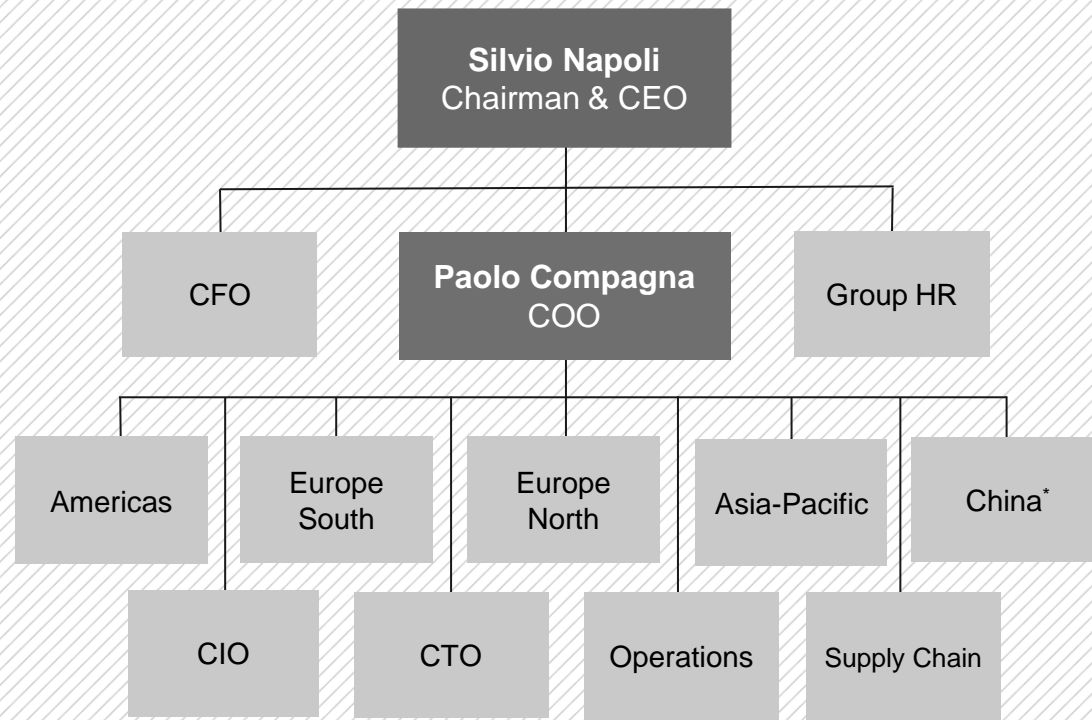 Silvio Napoli
Chairman & CEO
CFO
Paolo Compagna
COO
Group HR
Americas
Europe
South
Europe
North
Asia-Pacific
China*
CIO
CTO
Operations
Supply Chain